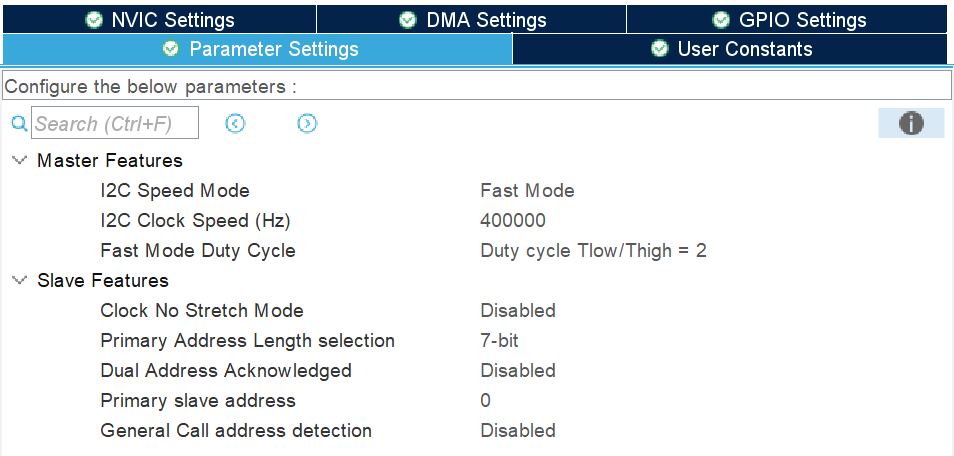 NVIC Settings DMA Settings GPIO Settings
Parameter Settings User Constants
Configure the below parameters :
Search (Ctrl+F)
Master Features
I2C Speed Mode Fast Mode
I2C Clock Speed (Hz) 400000
Fast Mode Duty Cycle Duty cycle Tlow/Thigh = 2
Slave Features
Clock No Stretch Mode Disabled
Primary Address Length selection 7-bit
Dual Address Acknowledged Disabled
Primary slave address 0
General Call address detection Disabled